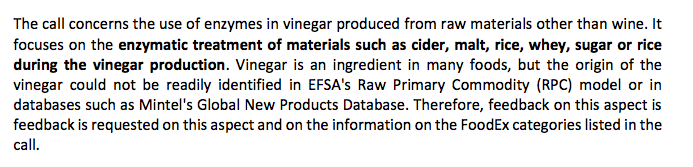 The call concerns the use of enzymes in vinegar produced from raw materials other than wine. It
focuses on the enzymatic treatment of materials such as cider, malt, rice, whey, sugar or rice
during the vinegar production. Vinegar is an ingredient in many foods, but the origin of the
vinegar could not be readily identified in EFSA's Raw Primary Commodity (RPC) model or in
databases such as Mintel's Global New Products Database. Therefore, feedback on this aspect is
feedback is requested on this aspect and on the information on the FoodEx categories listed in the
call.